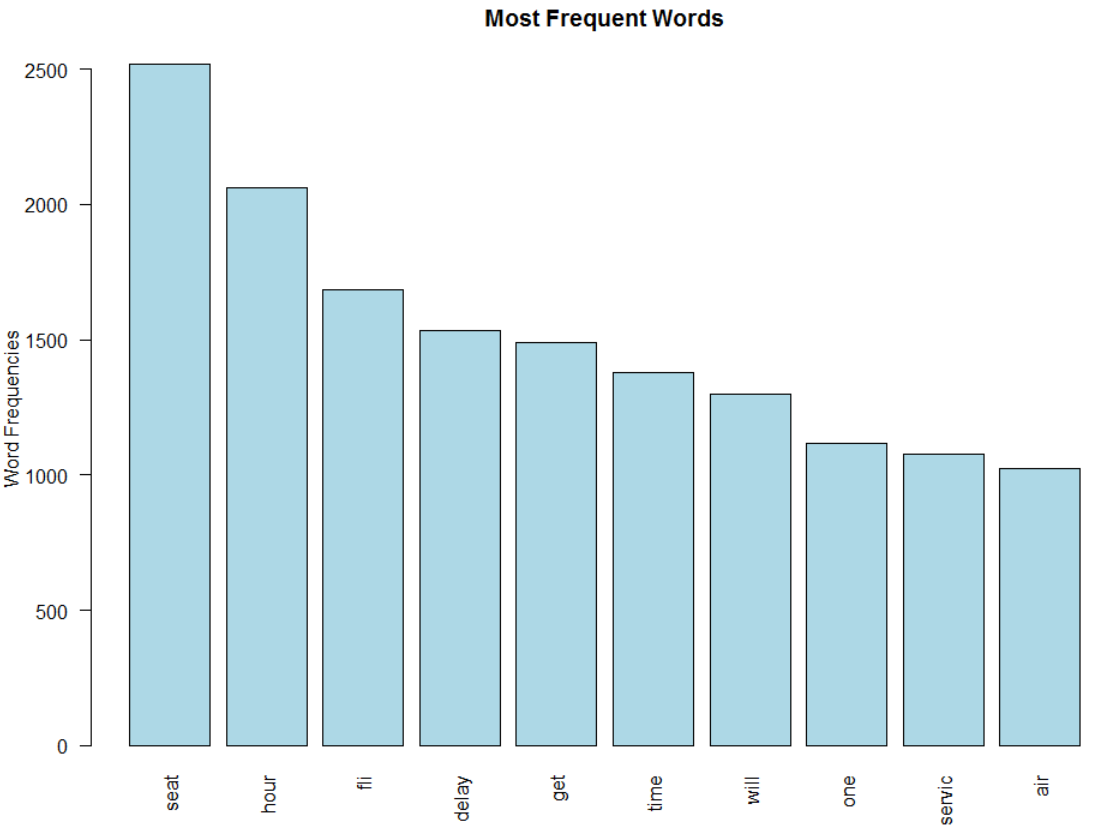 Most Frequent Words
Word Frequencies
2500
2000
1500
1000
500
0
seat
hour
fli
delay
get
time
will
one
servic
air